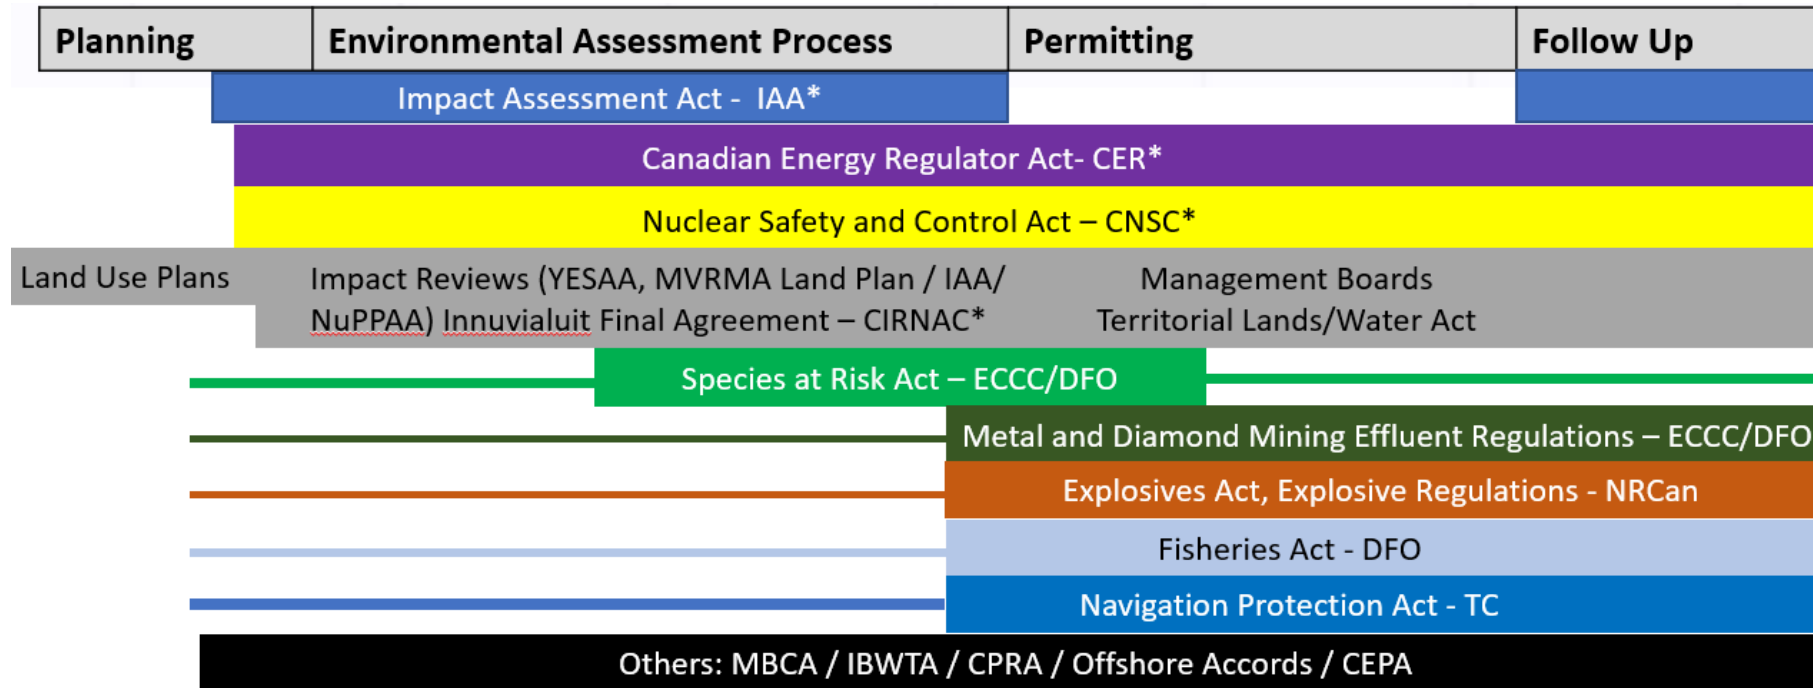 Planning Environmental Assessment Process Permitting Follow Up
Impact Assessment Act - IAA*
Canadian Energy Regulator Act- CER*
Nuclear Safety and Control Act – CNSC*
Land Use Plans
Impact Reviews (YESAA, MVRMA Land Plan / IAA/
NuPPAA) Innuvialuit Final Agreement – CIRNAC*
Management Boards
Territorial Lands/Water Act
Species at Risk Act – ECCC/DFO
Metal and Diamond Mining Effluent Regulations – ECCC/DFO
Explosives Act, Explosive Regulations - NRCan
Fisheries Act - DFO
Navigation Protection Act - TC
Others: MBCA / IBWTA / CPRA / Offshore Accords / CEPA